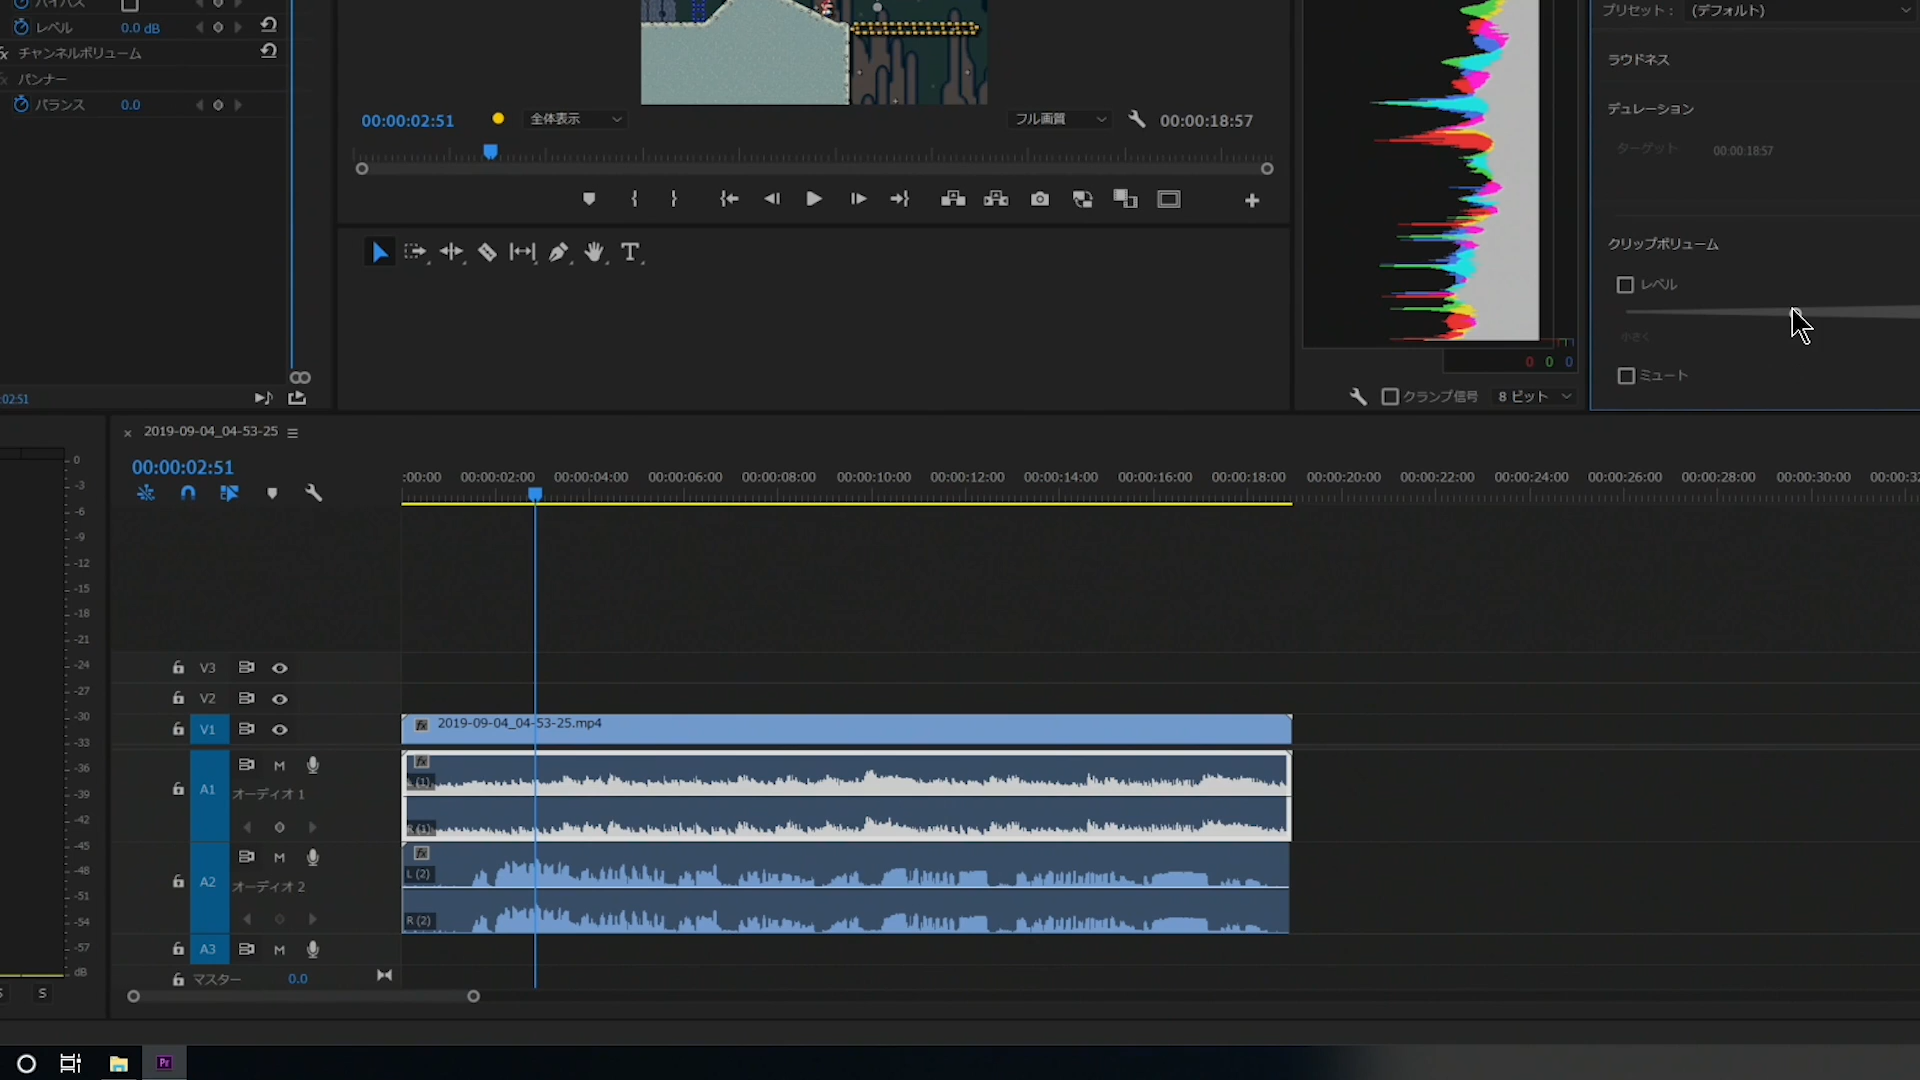 バイパス
レベル 0.0 dB
チャンネルボリューム
パンナー
バランス 0.0
:02:51
00:00:02:51 全体表示 フル画質 00:00:18:57
0 0 0
クランプ信号 8 ビット
プリセット： (デフォルト)
ラウドネス
デュレーション
ターゲット 00:00:18:57
クリップボリューム
レベル
小さく
ミュート
× 2019-09-04_04-53-25
00:00:02:51
:00:00 00:00:02:00 00:00:04:00 00:00:06:00 00:00:08:00 00:00:10:00 00:00:12:00 00:00:14:00 00:00:16:00 00:00:18:00 00:00:20:00 00:00:22:00 00:00:24:00 00:00:26:00 00:00:28:00 00:00:30:00 00:00:32
0
-3
-6
-9
-12
-15
-18
-21
-24
-27
-30
-33
-36
-39
-42
-45
-48
-51
-54
-57
dB
S S
V3
V2
V1 fx 2019-09-04_04-53-25.mp4
A1 M fx
オーディオ 1 L (1)
R (1)
A2 M fx
オーディオ 2 L (2)
R (2)
A3 M
マスター 0.0
Pr